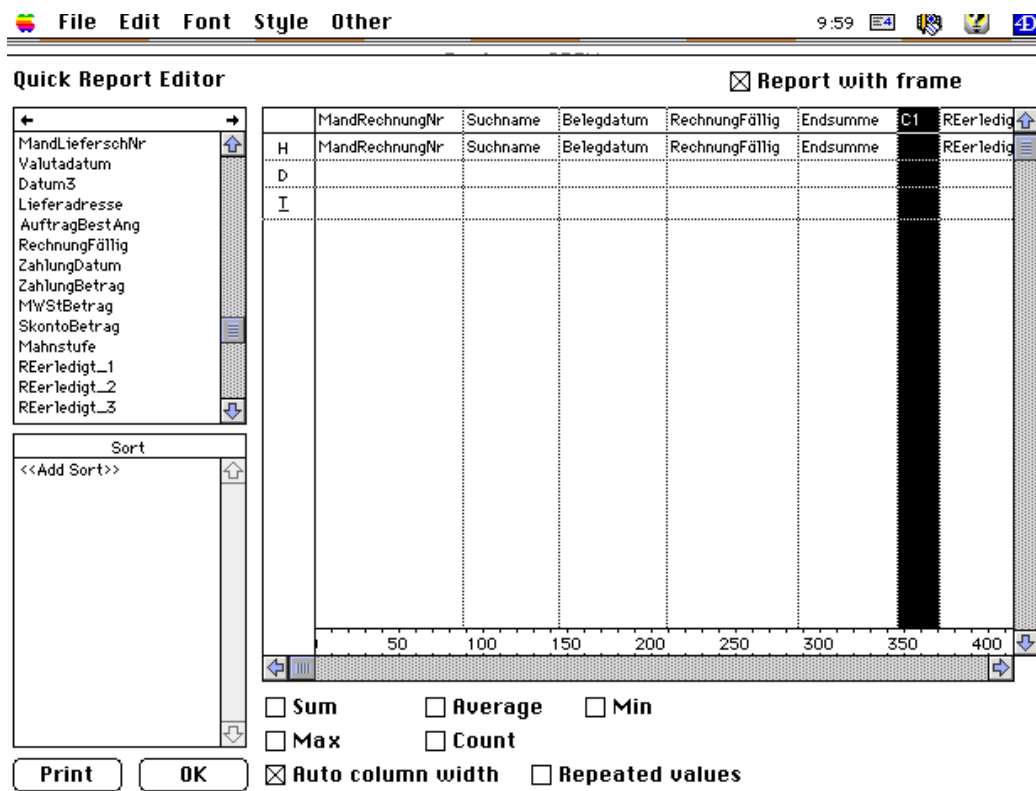 File Edit Font Style Other 9:59 4D
Quick Report Editor
Report with frame
MandLieferschNr
Valutadatum
Datum3
Lieferadresse
AuftragBestAng
RechnungFällig
ZahlungDatum
ZahlungBetrag
MWStBetrag
SkontoBetrag
Mahnstufe
REerledigt_1
REerledigt_2
REerledigt_3
Sort
<<Add Sort>>
MandRechnungNr Suchname Belegdatum RechnungFällig Endsumme C1 REerledig
H MandRechnungNr Suchname Belegdatum RechnungFällig Endsumme REerledig
D
T
50 100 150 200 250 300 350 400
Sum Average Min
Max Count
Auto column width Repeated values
Print OK